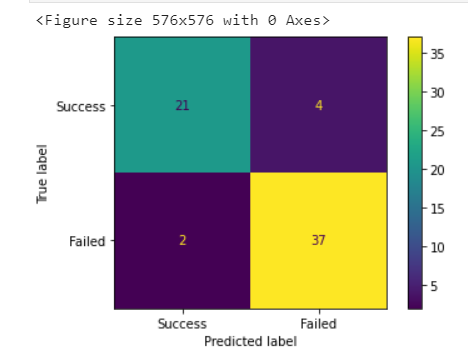 <Figure size 576x576 with 0 Axes>
35
Success 21 4
30
25
True label
20
15
Failed 2 37
10
5
Success Failed
Predicted label